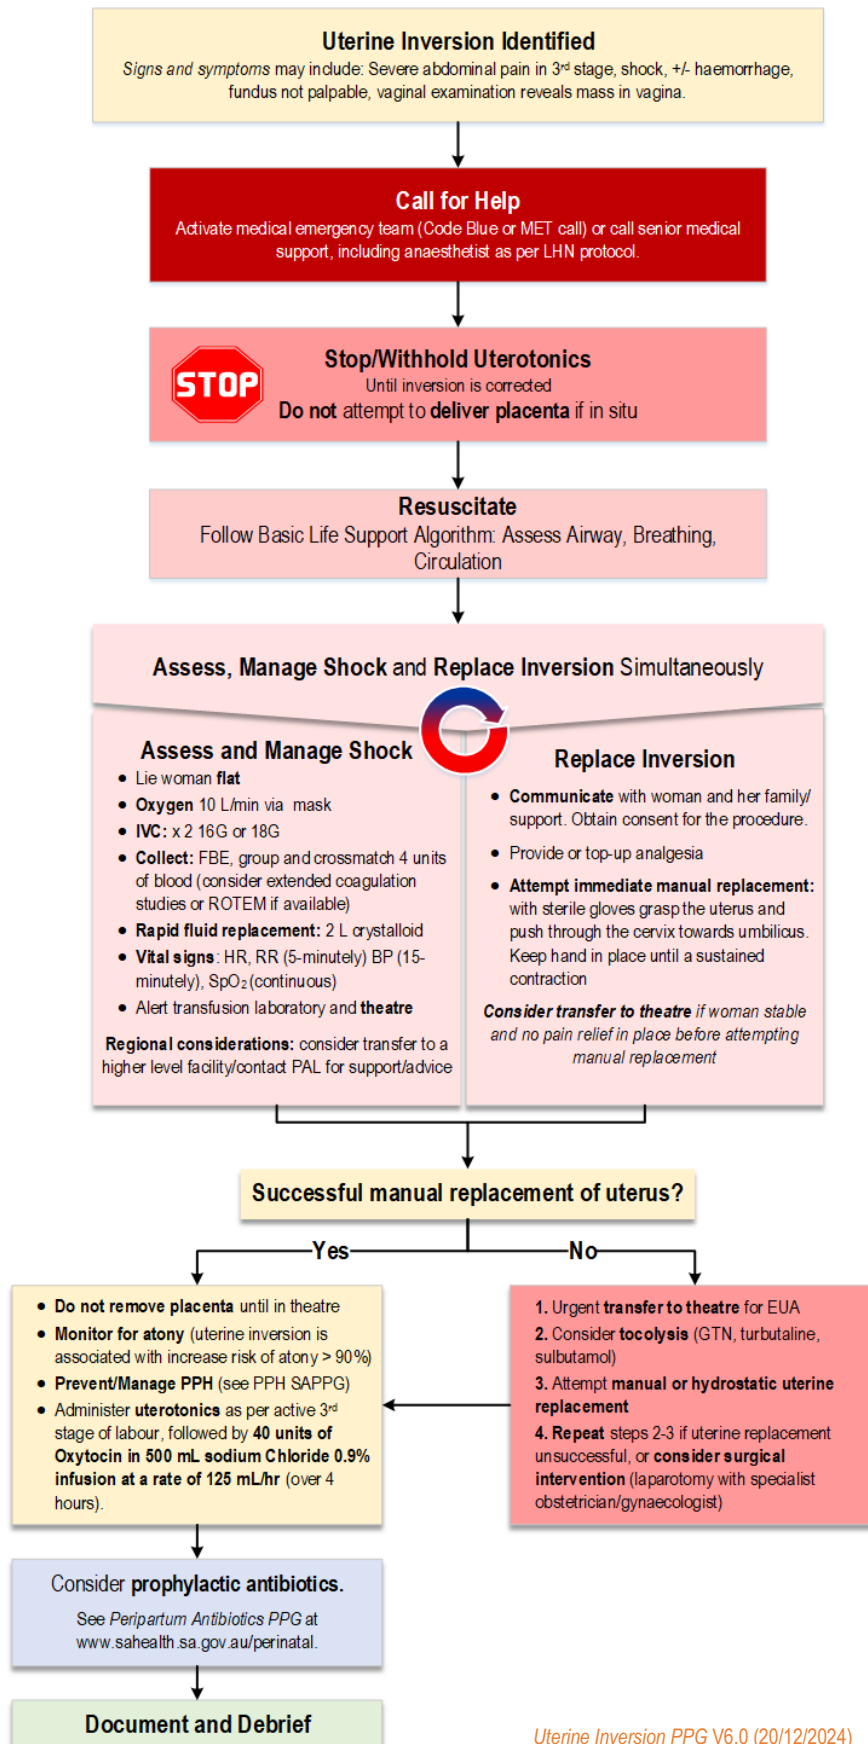 Uterine Inversion Identified
Signs and symptoms may include: Severe abdominal pain in 3rd stage, shock, +/- haemorrhage,
fundus not palpable, vaginal examination reveals mass in vagina.
Call for Help
Activate medical emergency team (Code Blue or MET call) or call senior medical
support, including anaesthetist as per LHN protocol.
STOP
Stop/Withhold Uterotonics
Until inversion is corrected
Do not attempt to deliver placenta if in situ
Resuscitate
Follow Basic Life Support Algorithm: Assess Airway, Breathing,
Circulation
Assess, Manage Shock and Replace Inversion Simultaneously
Assess and Manage Shock
• Lie woman flat
• Oxygen 10 L/min via mask
• IVC: x 2 16G or 18G
• Collect: FBE, group and crossmatch 4 units
of blood (consider extended coagulation
studies or ROTEM if available)
• Rapid fluid replacement: 2 L crystalloid
• Vital signs: HR, RR (5-minutely) BP (15-
minutely), SpO2 (continuous)
• Alert transfusion laboratory and theatre
Regional considerations: consider transfer to a
higher level facility/contact PAL for support/advice
Replace Inversion
• Communicate with woman and her family/
support. Obtain consent for the procedure.
• Provide or top-up analgesia
• Attempt immediate manual replacement:
with sterile gloves grasp the uterus and
push through the cervix towards umbilicus.
Keep hand in place until a sustained
contraction
Consider transfer to theatre if woman stable
and no pain relief in place before attempting
manual replacement
Successful manual replacement of uterus?
Yes
No
• Do not remove placenta until in theatre
• Monitor for atony (uterine inversion is
associated with increase risk of atony > 90%)
• Prevent/Manage PPH (see PPH SAPPG)
• Administer uterotonics as per active 3rd
stage of labour, followed by 40 units of
Oxytocin in 500 mL sodium Chloride 0.9%
infusion at a rate of 125 mL/hr (over 4
hours).
1. Urgent transfer to theatre for EUA
2. Consider tocolysis (GTN, turbutaline,
sulbutamol)
3. Attempt manual or hydrostatic uterine
replacement
4. Repeat steps 2-3 if uterine replacement
unsuccessful, or consider surgical
intervention (laparotomy with specialist
obstetrician/gynaecologist)
Consider prophylactic antibiotics.
See Peripartum Antibiotics PPG at
www.sahealth.sa.gov.au/perinatal.
Document and Debrief
Uterine Inversion PPG V6.0 (20/12/2024)